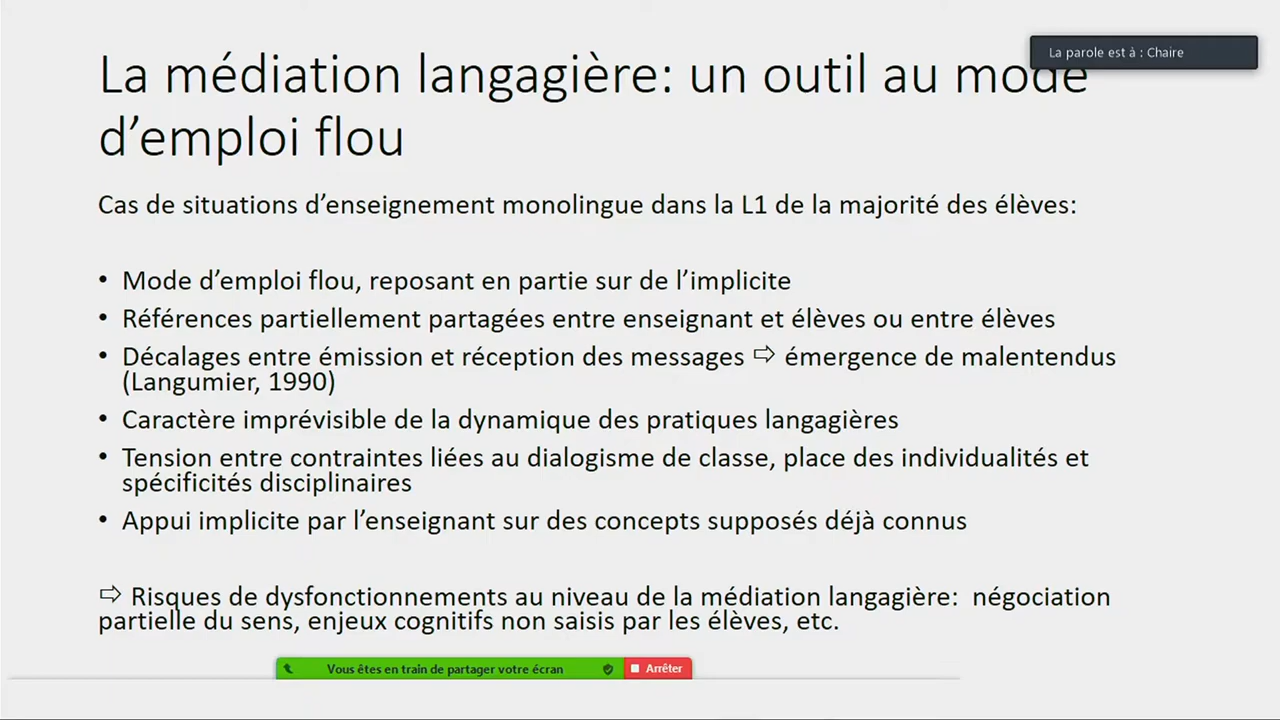 La parole est à : Chaire
La médiation langagière: un outil au mode
d’emploi flou
Cas de situations d’enseignement monolingue dans la L1 de la majorité des élèves:
• Mode d’emploi flou, reposant en partie sur de l’implicite
• Références partiellement partagées entre enseignant et élèves ou entre élèves
• Décalages entre émission et réception des messages ⇨ émergence de malentendus
(Langumier, 1990)
• Caractère imprévisible de la dynamique des pratiques langagières
• Tension entre contraintes liées au dialogisme de classe, place des individualités et
spécificités disciplinaires
• Appui implicite par l’enseignant sur des concepts supposés déjà connus
⇨ Risques de dysfonctionnements au niveau de la médiation langagière: négociation
partielle du sens, enjeux cognitifs non saisis par les élèves, etc.
Vous êtes en train de partager votre écran
Arrêter